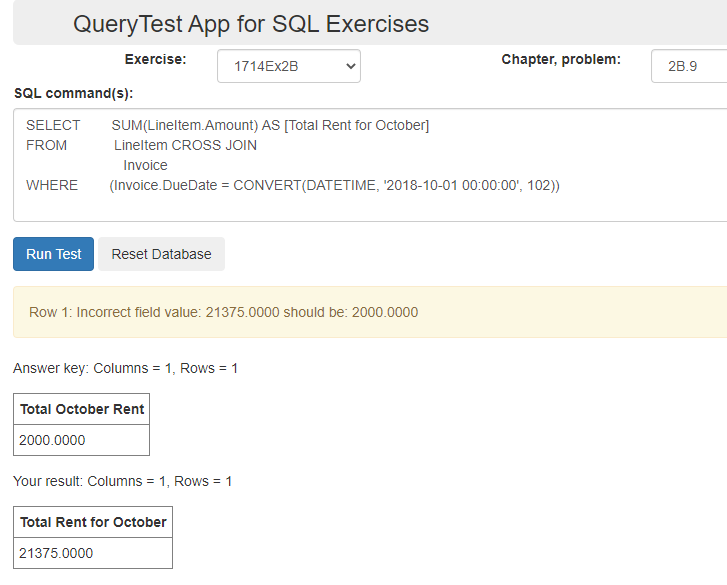 QueryTest App for SQL Exercises
Exercise: 1714Ex2B Chapter, problem: 2B.9
SQL command(s):
SELECT SUM(LineItem.Amount) AS [Total Rent for October]
FROM LineItem CROSS JOIN
Invoice
WHERE (Invoice.DueDate = CONVERT(DATETIME, '2018-10-01 00:00:00', 102))
Run Test Reset Database
Row 1: Incorrect field value: 21375.0000 should be: 2000.0000
Answer key: Columns = 1, Rows = 1
Total October Rent
2000.0000
Your result: Columns = 1, Rows = 1
Total Rent for October
21375.0000